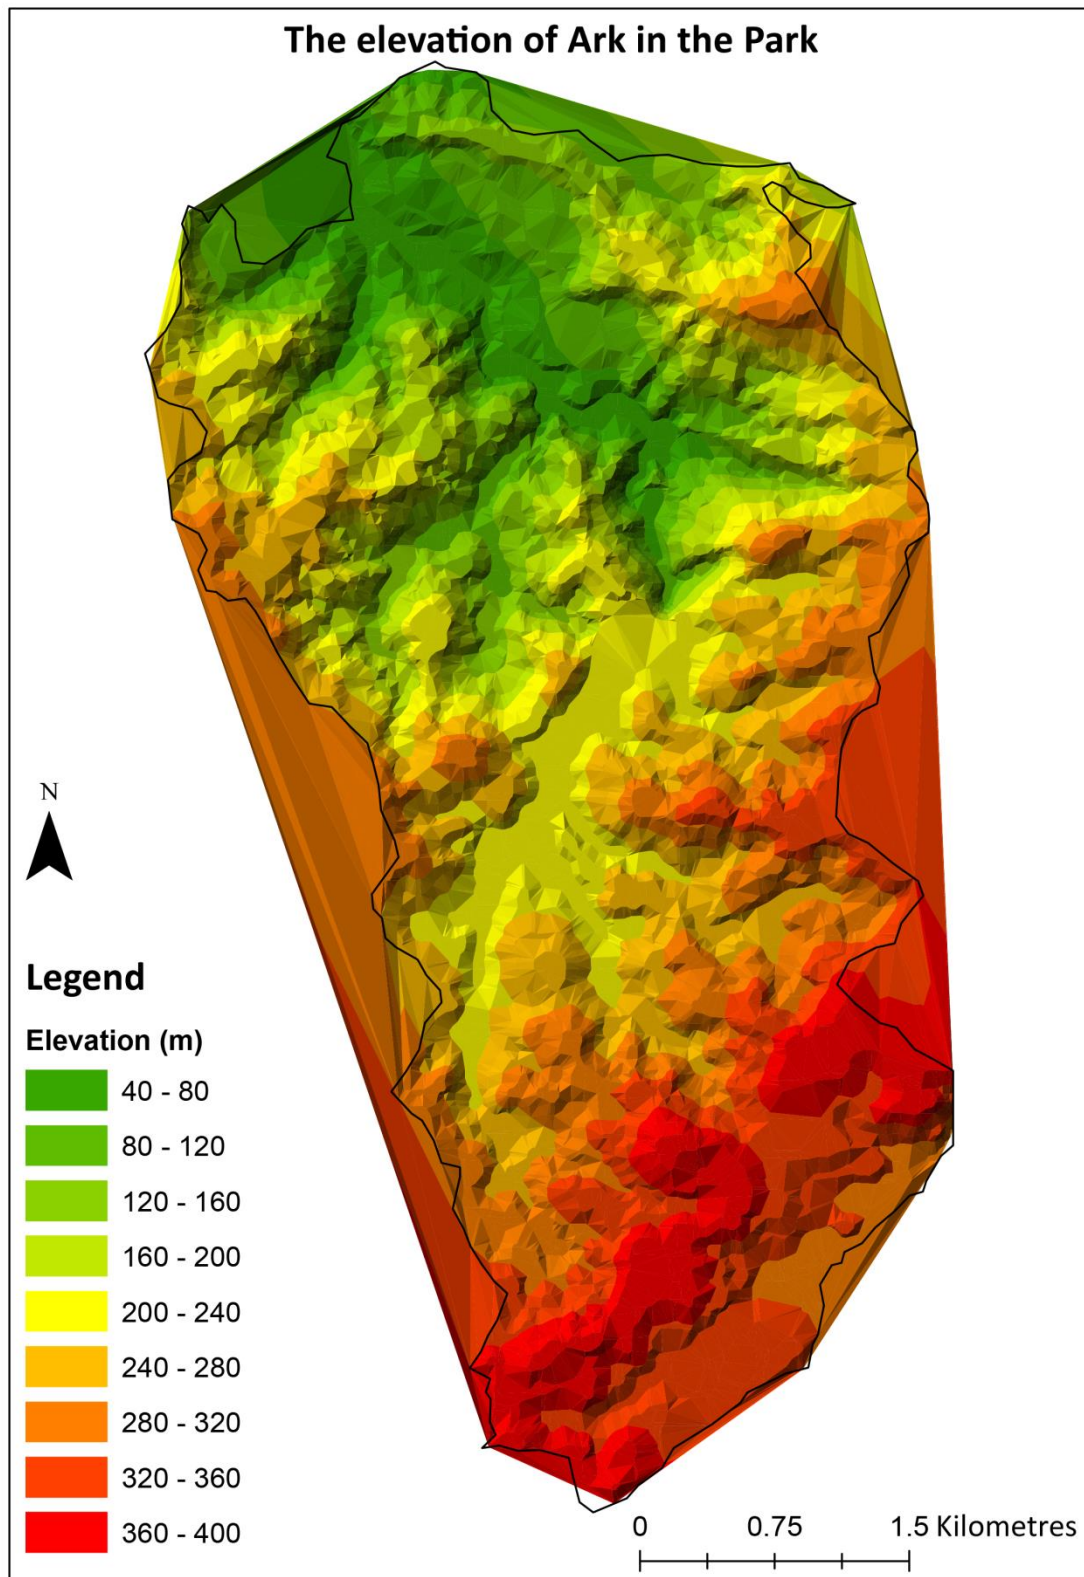 The elevation of Ark in the Park
N
Legend
Elevation (m)
40 - 80
80 - 120
120 - 160
160 - 200
200 - 240
240 - 280
280 - 320
320 - 360
360 - 400
0 0.75 1.5 Kilometres